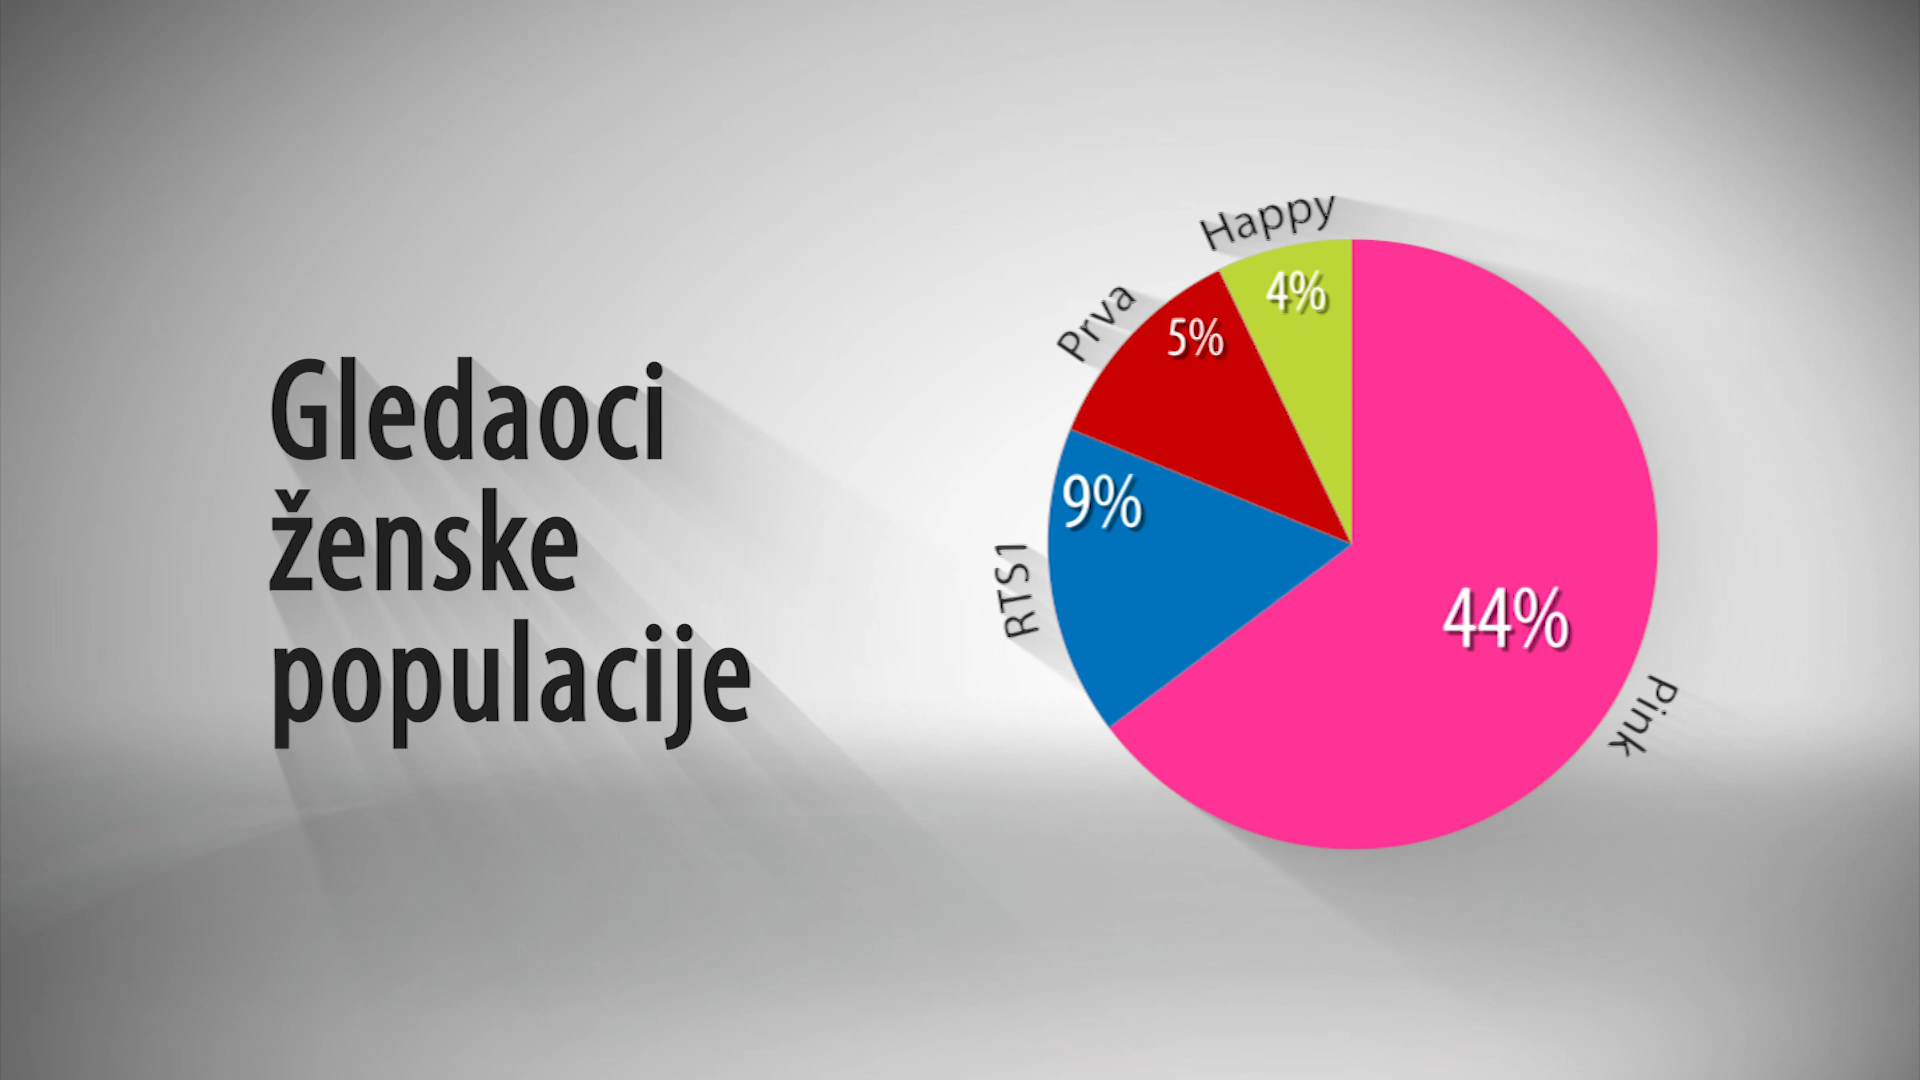 Gledaoci
ženske
populacije
Happy
4%
Prva
5%
9%
RTS1
44%
Pink